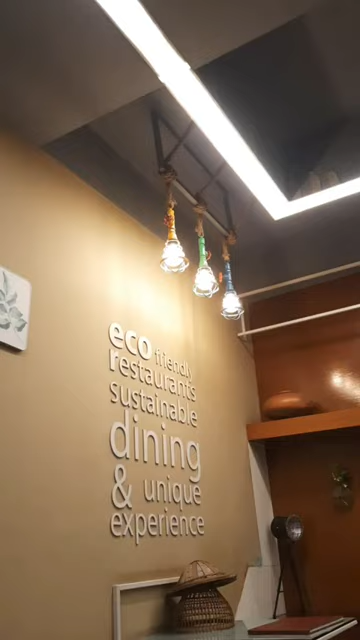 eco friendly
restaurants
sustainable
dining
& unique
experience